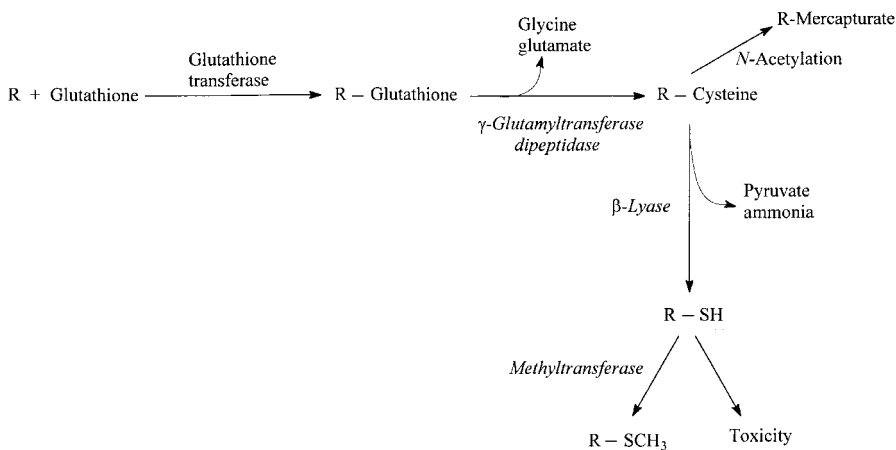 Glycine
glutamate
R-Mercapturate
N-Acetylation
Glutathione
transferase
R + Glutathione
R – Glutathione
R – Cysteine
γ-Glutamyltransferase
dipeptidase
β-Lyase
Pyruvate
ammonia
R – SH
Methyltransferase
R – SCH₃
Toxicity